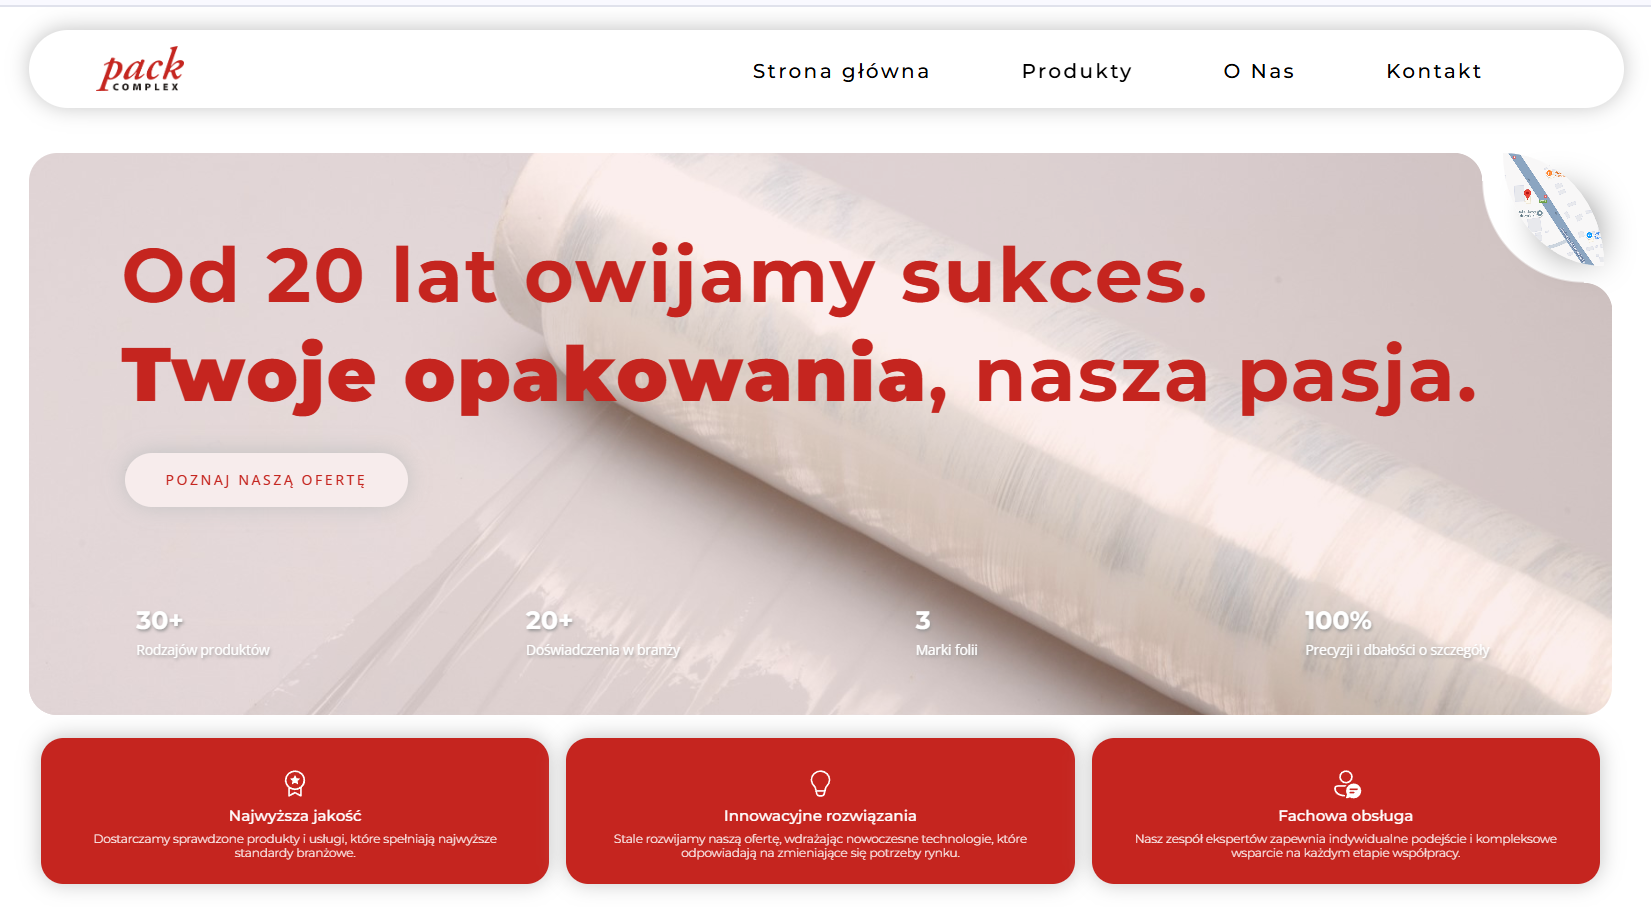 pack
COMPLEX
Strona główna
Produkty
O Nas
Kontakt
Od 20 lat owijamy sukces.
Twoje opakowania, nasza pasja.
POZNAJ NASZĄ OFERTĘ
30+
Rodzajów produktów
20+
Doświadczenia w branży
3
Marki folii
100%
Precyzji i dbałości o szczegóły
Najwyższa jakość
Dostarczamy sprawdzone produkty i usługi, które spełniają najwyższe
standardy branżowe.
Innowacyjne rozwiązania
Stale rozwijamy naszą ofertę, wdrażając nowoczesne technologie, które
odpowiadają na zmieniające się potrzeby rynku.
Fachowa obsługa
Nasz zespół ekspertów zapewnia indywidualne podejście i kompleksowe
wsparcie na każdym etapie współpracy.